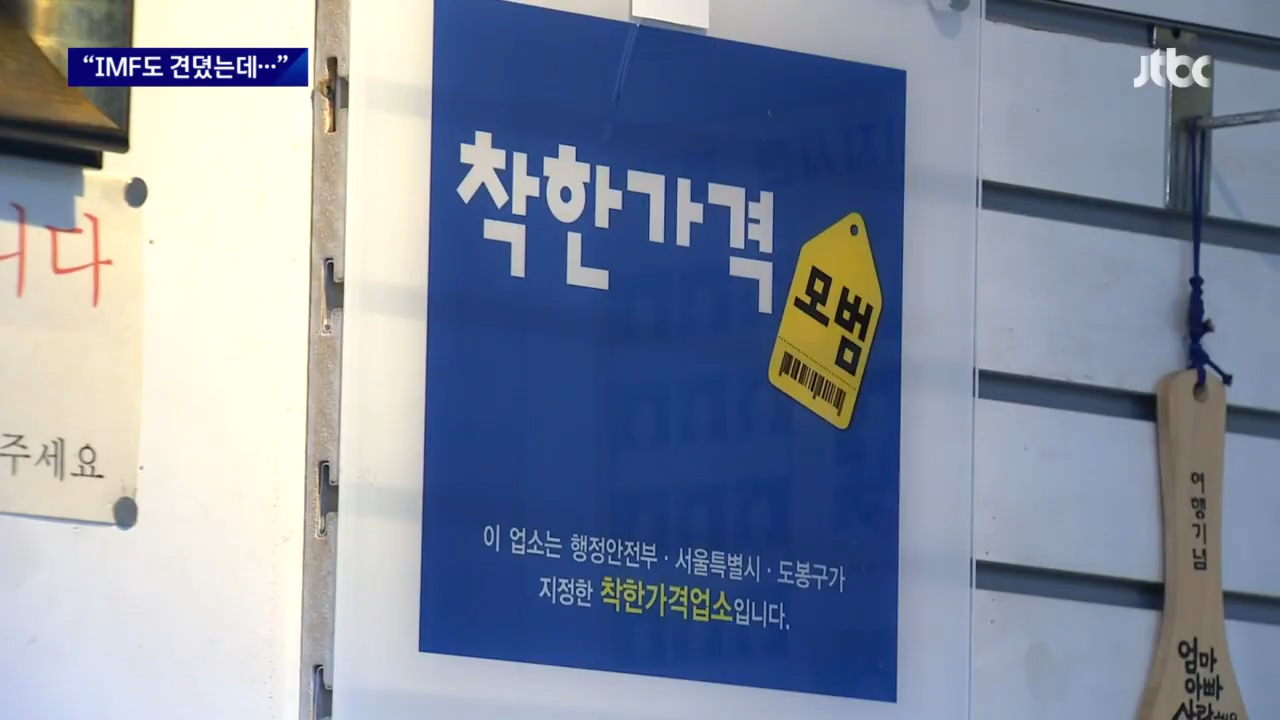 “IMF도 견뎠는데…”
jtbc
착한가격
모범
이 업소는 행정안전부·서울특별시·도봉구가
지정한 착한가격업소입니다.
니다
주세요
여행기념
엄마
아빠